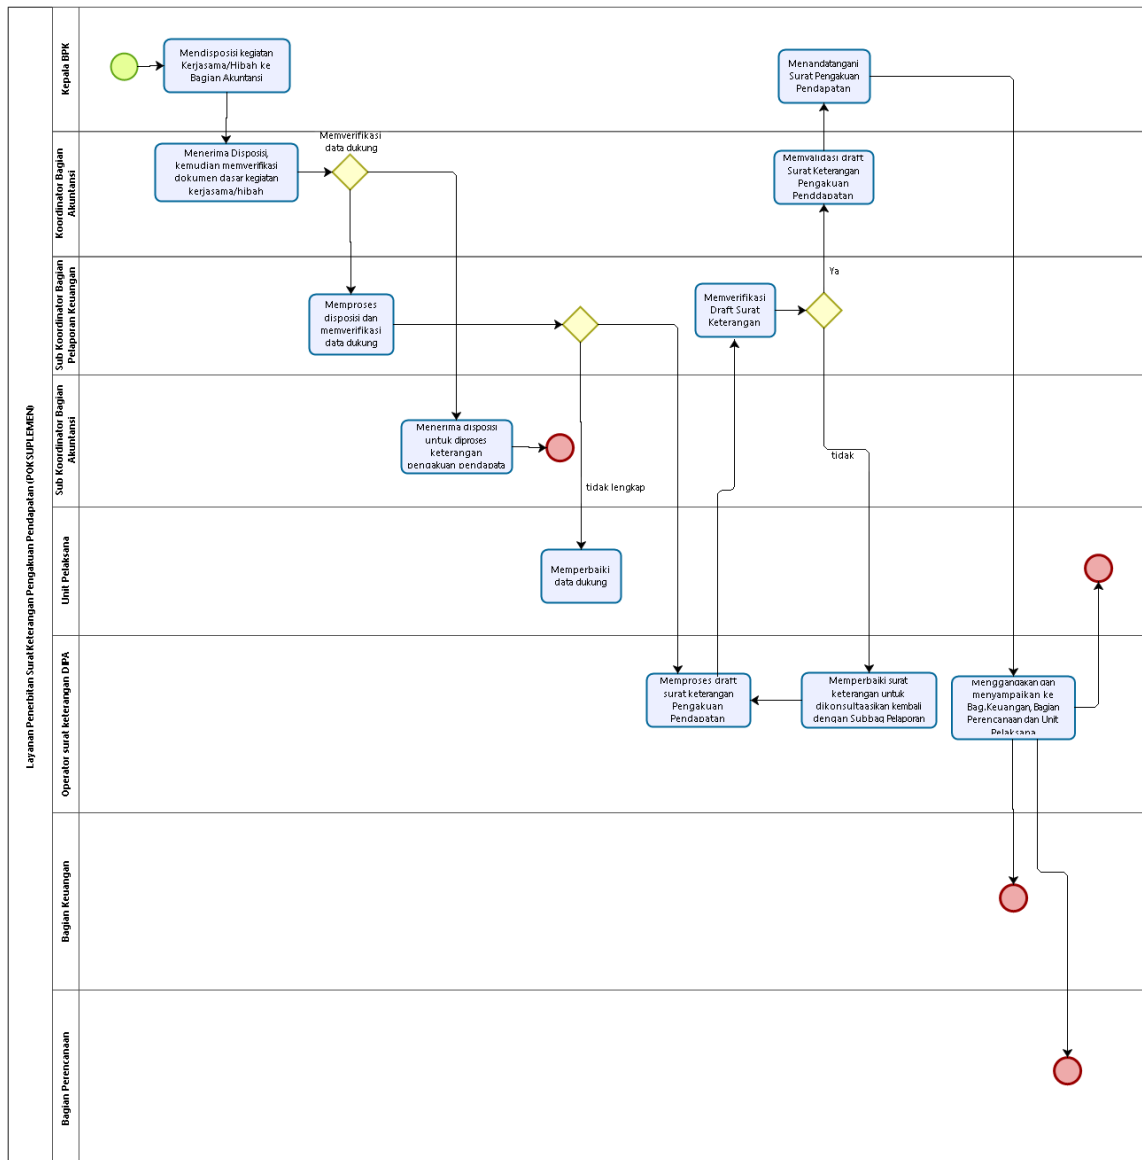 Layanan Penerbitan Surat Keterangan Pengakuan Pendapatan (POK SUPLEMEN)
Kepala BPK
Mendisposisi kegiatan
Kerjasama/Hibah ke
Bagian Akuntansi
Menandatangani
Surat Pengakuan
Pendapatan
Koordinator Bagian
Akuntansi
Menerima Disposisi,
kemudian memverifikasi
dokumen dasar kegiatan
kerjasama/hibah
Memverifikasi
data dukung
Memvalidasi draft
Surat Keterangan
Pengakuan
Penddapatan
Sub Koordinator Bagian
Pelaporan Keuangan
Memproses
disposisi dan
memverifikasi
data dukung
Memverifikasi
Draft Surat
Keterangan
Ya
Sub Koordinator Bagian
Akuntansi
Menerima disposisi
untuk diproses
keterangan
pengakuan pendapata
tidak lengkap
tidak
Unit Pelaksana
Memperbaiki
data dukung
Operator surat keterangan DIPA
Memproses draft
surat keterangan
Pengakuan
Pendapatan
Memperbaiki surat
keterangan untuk
dikonsultaasikan kembali
dengan Subbag Pelaporan
Menggandakan dan
menyampaikan ke
Bag.Keuangan, Bagian
Perencanaan dan Unit
Pelaksana
Bagian Keuangan
Bagian Perencanaan